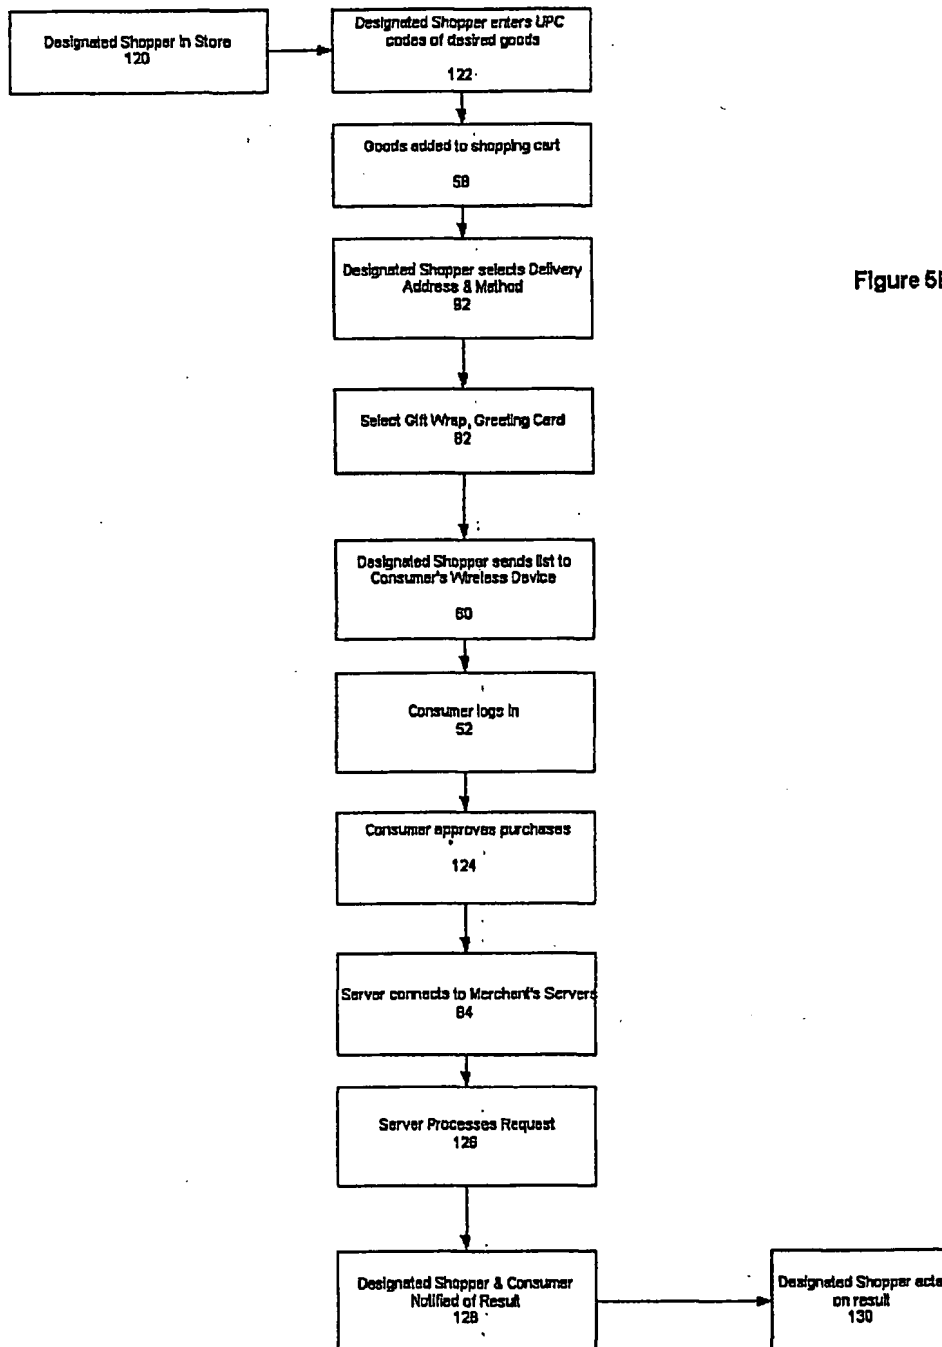 Designated Shopper in Store
120
Designated Shopper enters UPC
codes of desired goods
122
Goods added to shopping cart
58
Designated Shopper selects Delivery
Address & Method
92
Select Gift Wrap, Greeting Card
82
Figure 5
Designated Shopper sends list to
Consumer's Wireless Device
60
Consumer logs in
52
Consumer approves purchases
124
Server connects to Merchant's Servers
84
Server Processes Request
126
Designated Shopper & Consumer
Notified of Result
128
Designated Shopper acts
on result
130